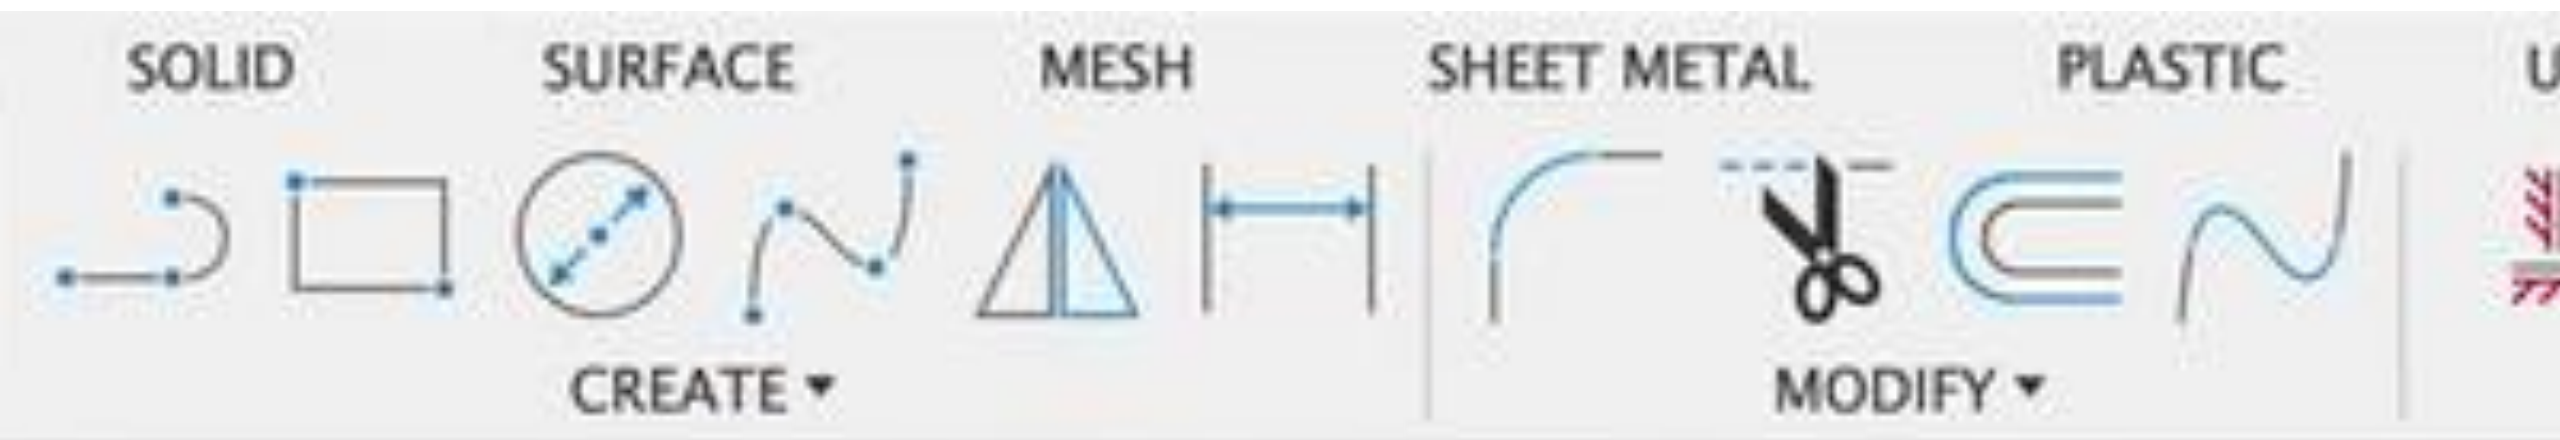 SOLID SURFACE MESH SHEET METAL PLASTIC
CREATE MODIFY